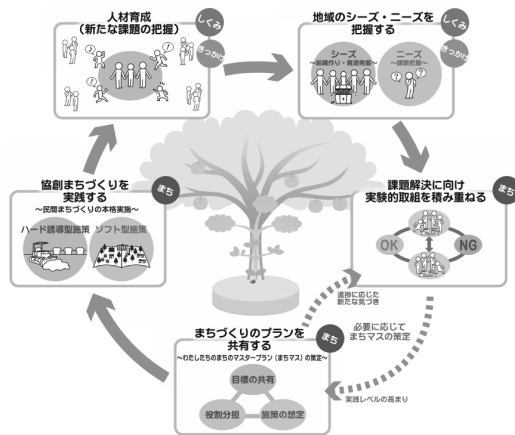 人材育成
(新たな課題の把握)
しくみ
きっかけ
地域のシーズ・ニーズを
把握する
しくみ
きっかけ
シーズ
~組織作り・資源発掘~
ニーズ
~課題把握~
課題解決に向け
実験的取組を積み重ねる
まち
OK
NG
進捗に応じた
新たな気づき
必要に応じて
まちマスの策定
実践レベルの高まり
まちづくりのプランを
共有する
まち
~わたしたちのまちのマスタープラン(まちマス)の策定~
目標の共有
役割分担
施策の想定
協創まちづくりを
実践する
まち
~民間まちづくりの本格実施~
ハード誘導型施策
ソフト型施策